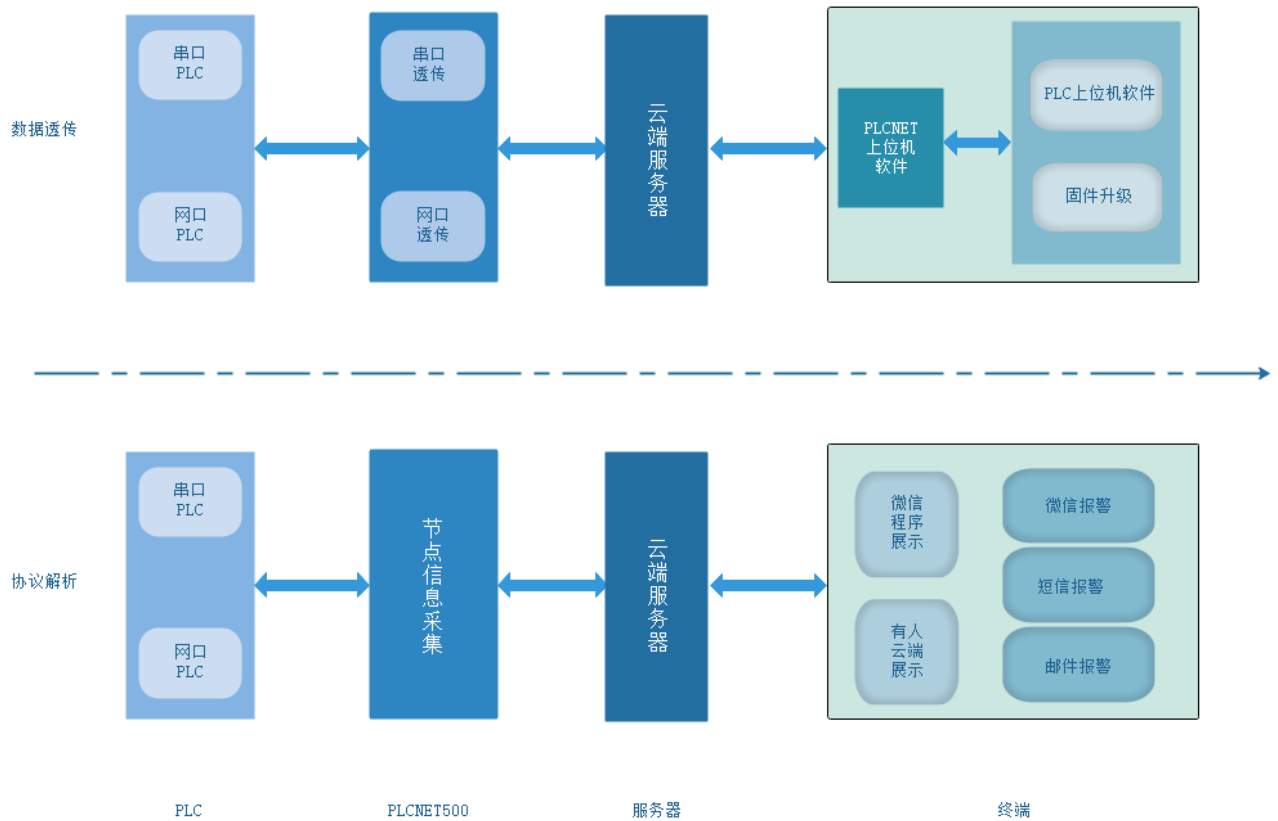 数据透传
串口
PLC
网口
PLC
串口
透传
网口
透传
云端服务器
PLCNET
上位机
软件
PLC上位机软件
固件升级
协议解析
串口
PLC
网口
PLC
节点信息采集
云端服务器
微信
程序
展示
有人
云端
展示
微信报警
短信报警
邮件报警
PLC
PLCNET500
服务器
终端